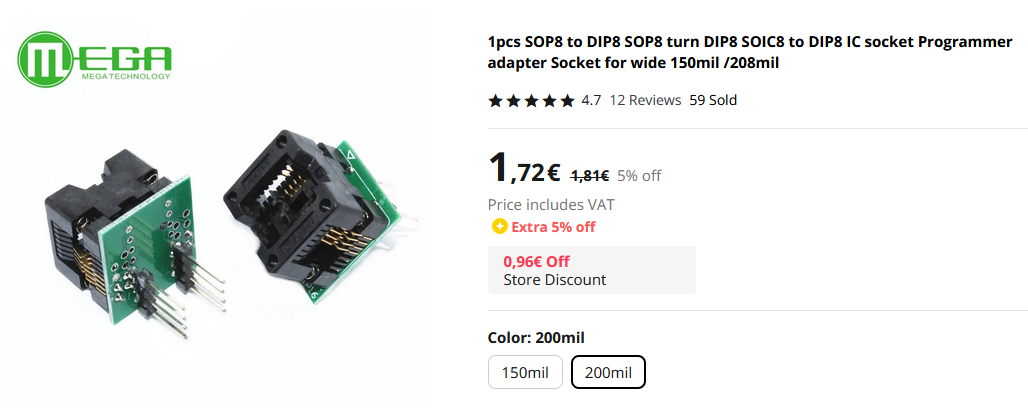 MEGA
MEGA TECHNOLOGY
1pcs SOP8 to DIP8 SOP8 turn DIP8 SOIC8 to DIP8 IC socket Programmer
adapter Socket for wide 150mil /208mil
4.7 12 Reviews 59 Sold
1,72€ 1,81€ 5% off
Price includes VAT
Extra 5% off
0,96€ Off
Store Discount
Color: 200mil
150mil 200mil